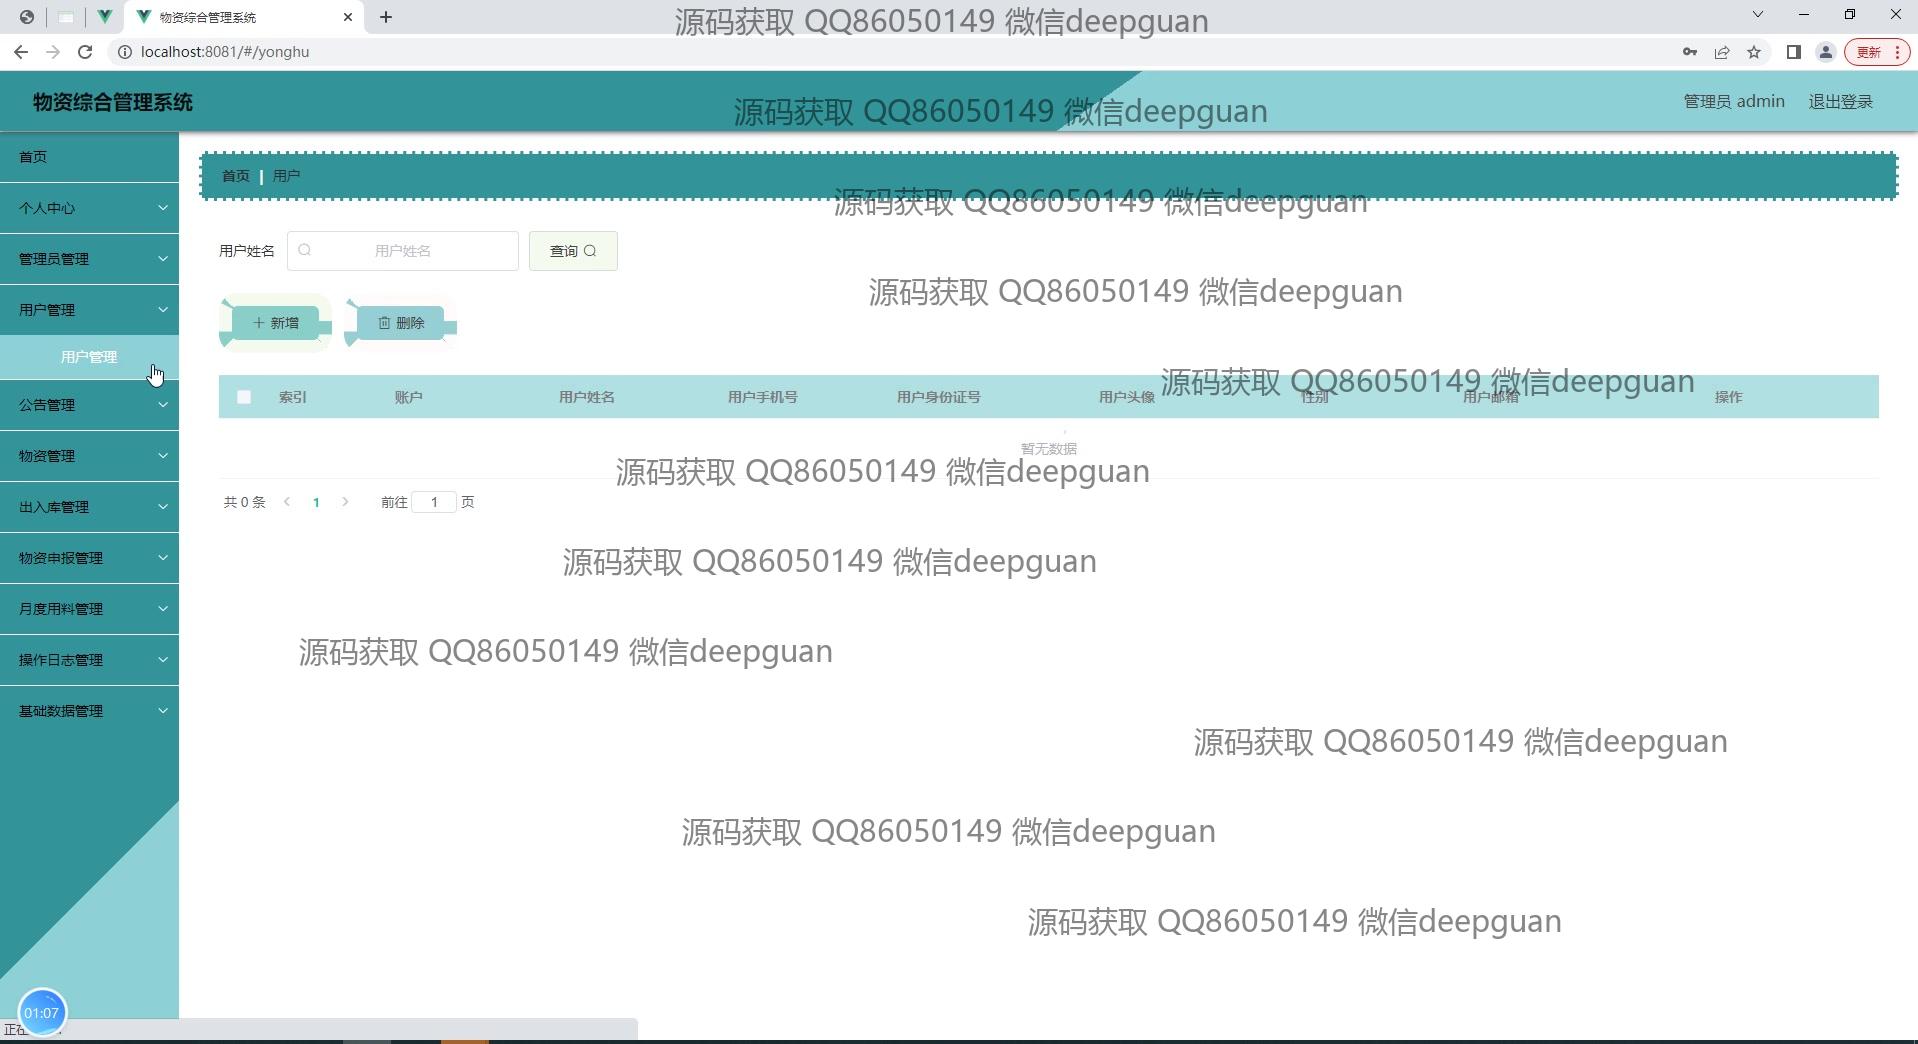 物资综合管理系统
源码获取 QQ86050149 微信deepguan
localhost:8081/#/yonghu
更新
物资综合管理系统
源码获取 QQ86050149 微信deepguan
管理员 admin
退出登录
首页
个人中心
管理员管理
用户管理
用户管理
公告管理
物资管理
出入库管理
物资申报管理
月度用料管理
操作日志管理
基础数据管理
首页 | 用户
源码获取 QQ86050149 微信deepguan
用户姓名 用户姓名 查询
源码获取 QQ86050149 微信deepguan
新增 删除
源码获取 QQ86050149 微信deepguan
索引 账户 用户姓名 用户手机号 用户身份证号 用户头像 性别 用户邮箱 操作
暂无数据
源码获取 QQ86050149 微信deepguan
共 0 条 1 前往 1 页
源码获取 QQ86050149 微信deepguan
源码获取 QQ86050149 微信deepguan
源码获取 QQ86050149 微信deepguan
源码获取 QQ86050149 微信deepguan
源码获取 QQ86050149 微信deepguan
01:07